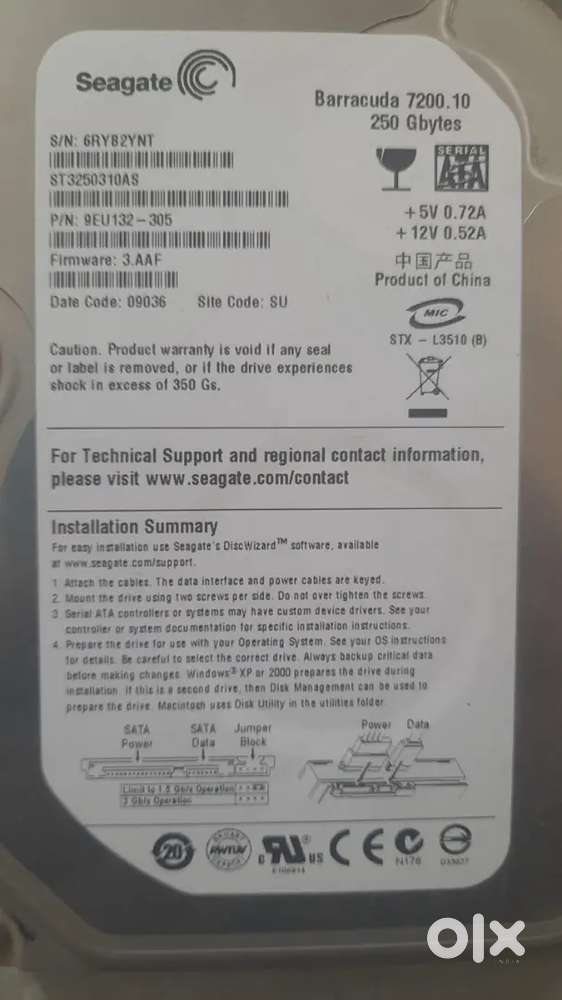 Seagate
Barracuda 7200.10
250 Gbytes
S/N: 6RYB2YNT
ST3250310AS
P/N: 9EU132-305
Firmware: 3.AAF
Date Code: 09036 Site Code: SU
SERIAL
ATA
+5V 0.72A
+12V 0.52A
中国产品
Product of China
MIC
STX - L3510 (B)
Caution. Product warranty is void if any seal
or label is removed, or if the drive experiences
shock in excess of 350 Gs.
For Technical Support and regional contact information,
please visit www.seagate.com/contact
Installation Summary
For easy installation use Seagate's DiscWizard™ software, available
at www.seagate.com/support.
1 Attach the cables. The data interface and power cables are keyed.
2. Mount the drive using two screws per side. Do not over tighten the screws.
3 Serial ATA controllers or systems may have custom device drivers. See your
controller or system documentation for specific installation instructions.
4. Prepare the drive for use with your Operating System. See your OS instructions
for details. Be careful to select the correct drive. Always backup critical data
before making changes. Windows® XP or 2000 prepares the drive during
installation. If this is a second drive, then Disk Management can be used to
prepare the drive. Macintosh uses Disk Utility in the utilities folder.
SATA Power
SATA Data
Jumper Block
Power Data
Limit to 1.5 Gb/s Operation
3 Gb/s Operation
20
c RU US
CE
N176
olx
INDIA